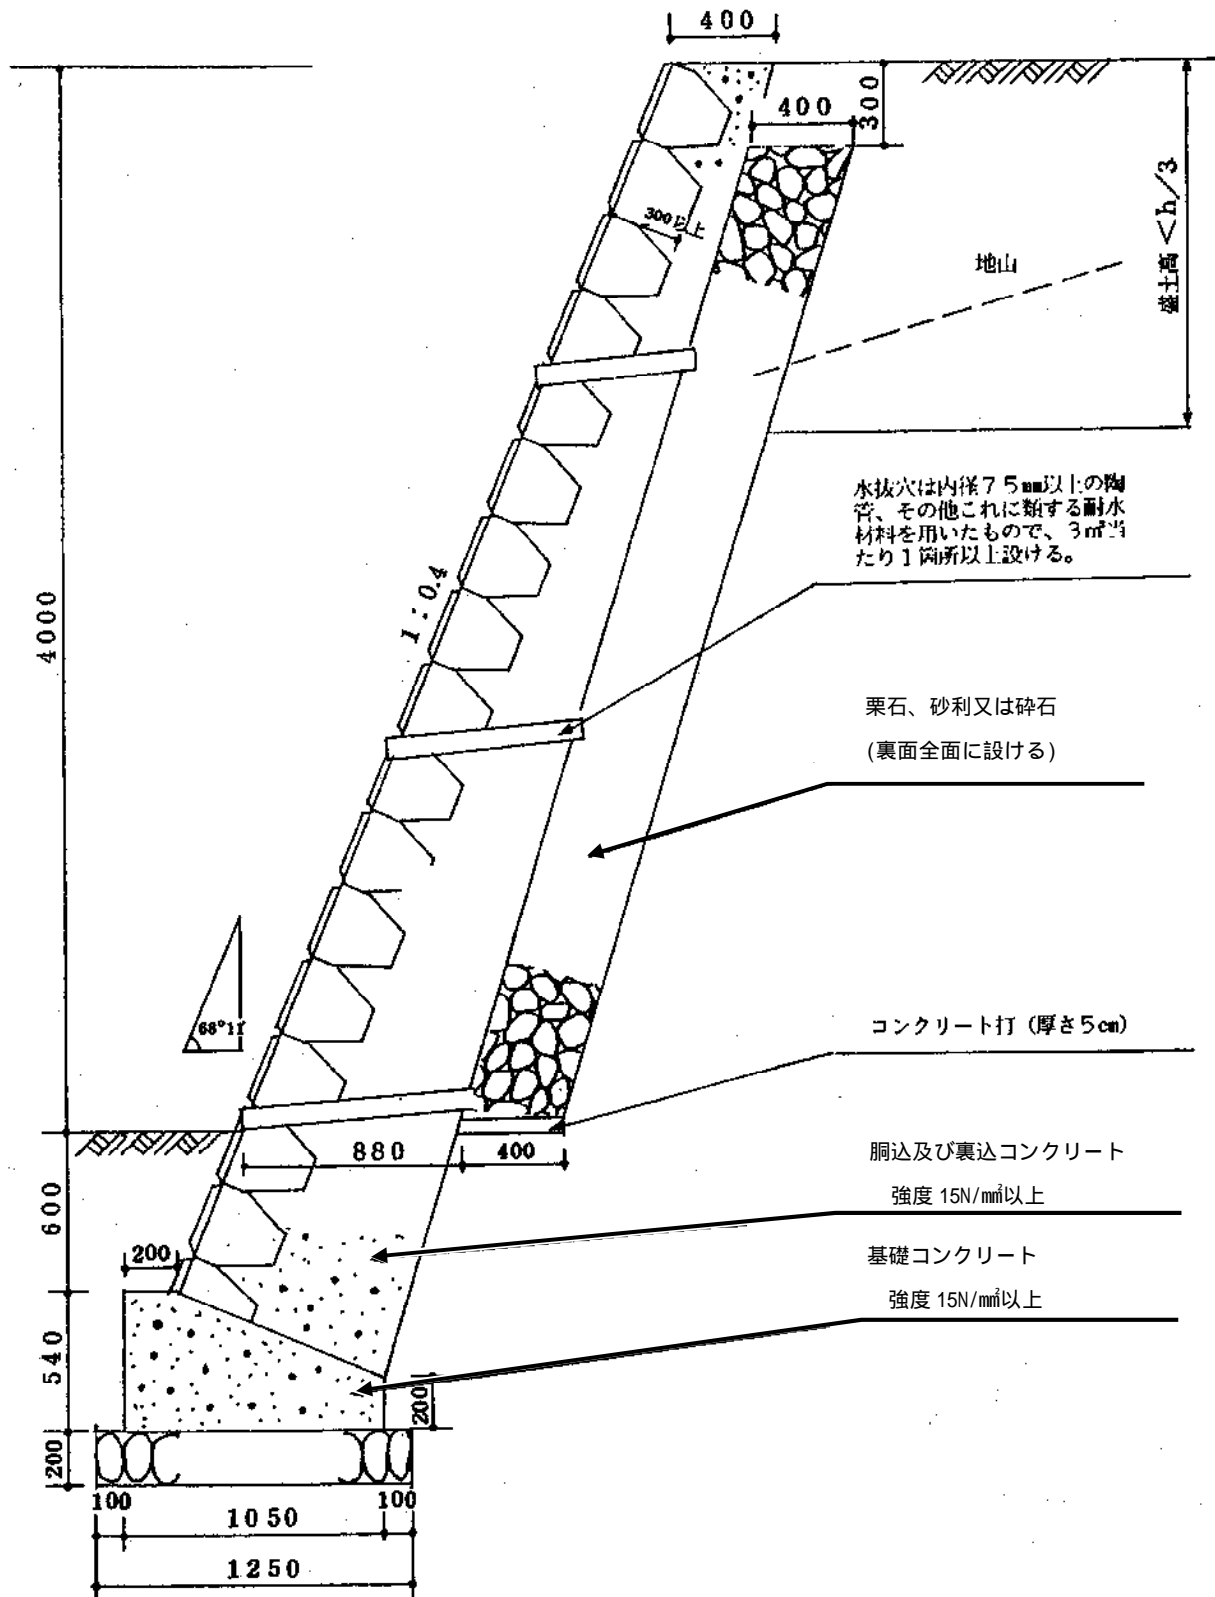 400
400
300
盛土高<h/3
300以上
地山
水抜穴は内径75mm以上の陶
管、その他これに類する耐水
材料を用いたもので、3㎡当
たり1箇所以上設ける。
4000
1:0.4
栗石、砂利又は砕石
(裏面全面に設ける)
コンクリート打(厚さ5cm)
880
400
胴込及び裏込コンクリート
強度 15N/㎟以上
600
200
基礎コンクリート
強度 15N/㎟以上
540
200
200
100
100
1050
1250